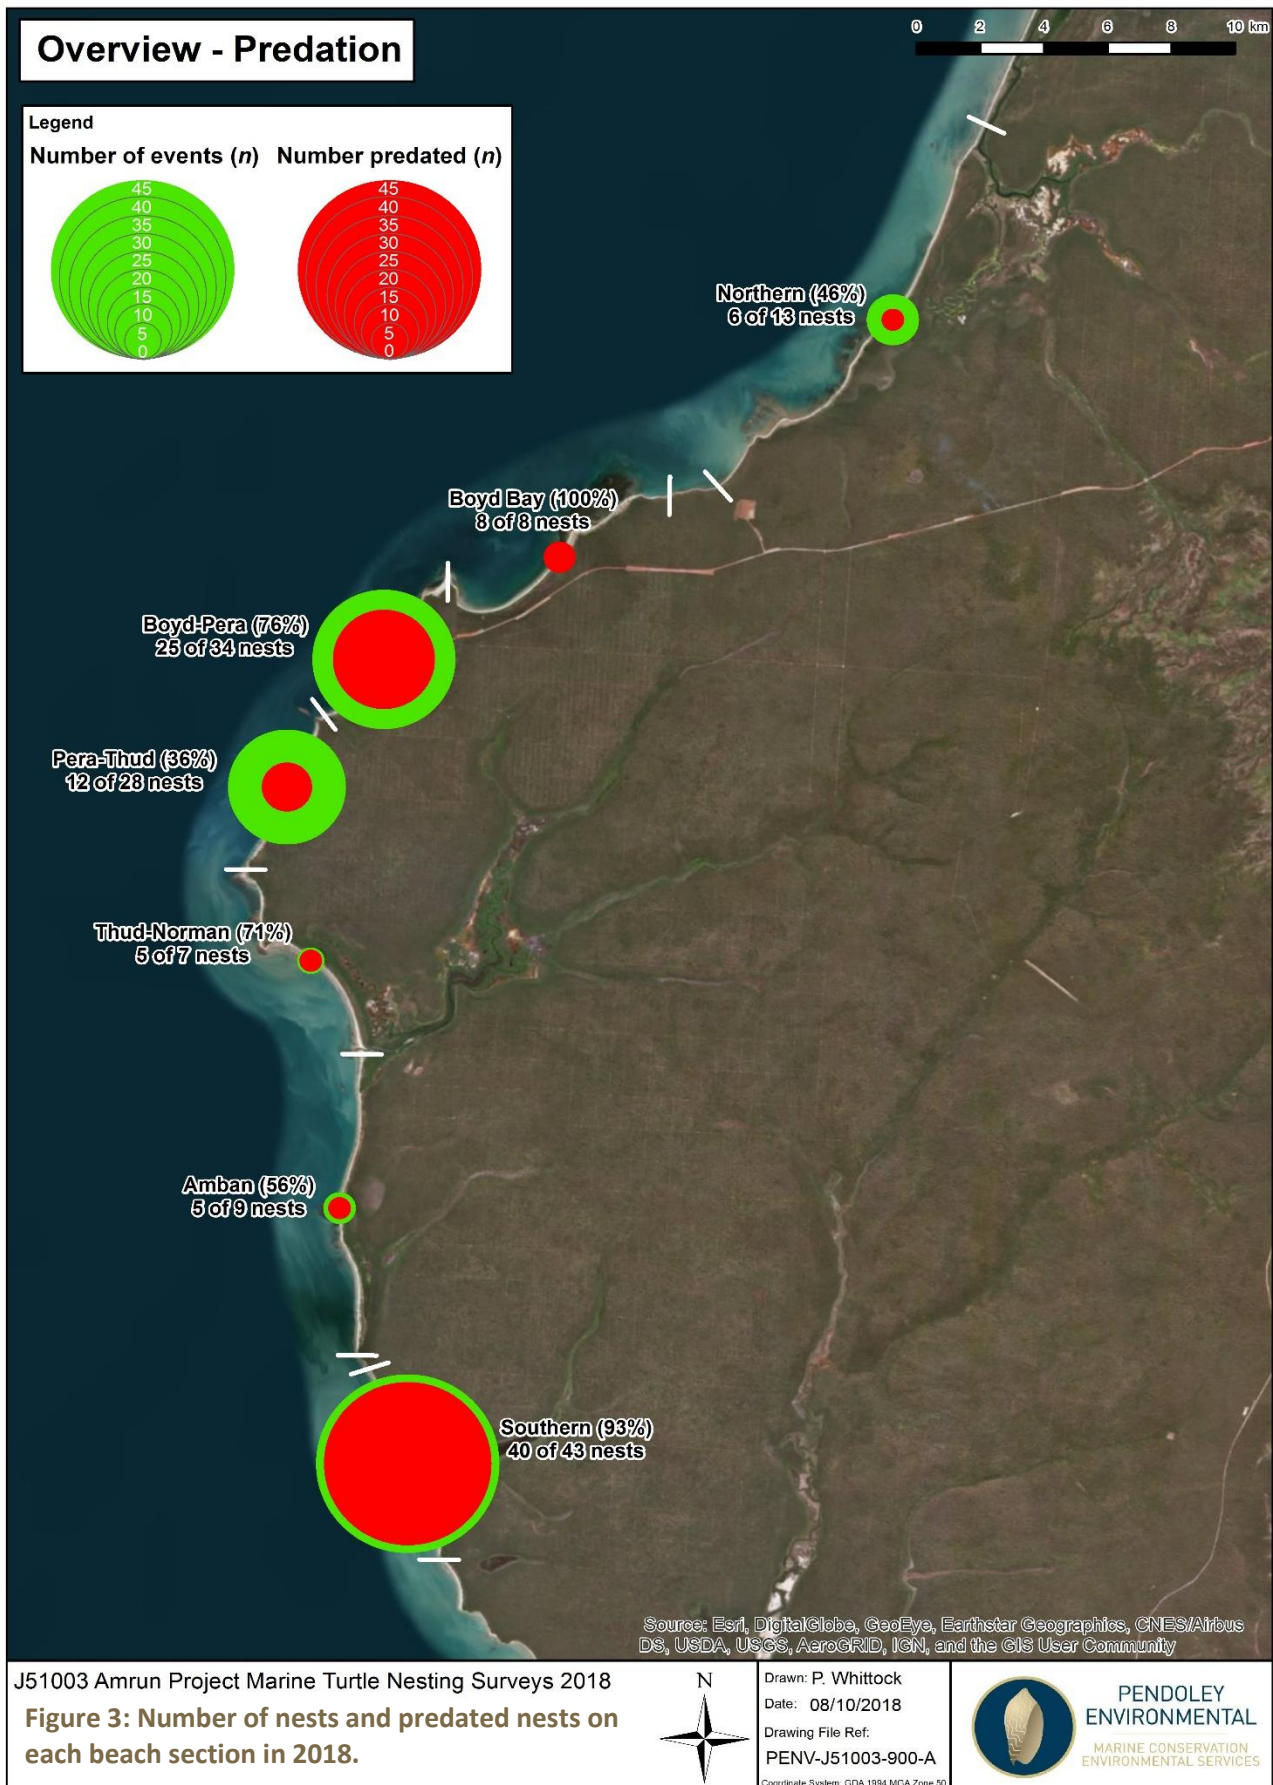 Overview - Predation
0 2 4 6 8 10 km
Legend
Number of events (n) Number predated (n)
45 45
40 40
35 35
30 30
25 25
20 20
15 15
10 10
5 5
0 0
Northern (46%)
6 of 13 nests
Boyd Bay (100%)
8 of 8 nests
Boyd-Pera (76%)
25 of 34 nests
Pera-Thud (36%)
12 of 28 nests
Thud-Norman (71%)
5 of 7 nests
Amban (56%)
5 of 9 nests
Southern (93%)
40 of 43 nests
Source: Esri, DigitalGlobe, GeoEye, Earthstar Geographics, CNES/Airbus
DS, USDA, USGS, AeroGRID, IGN, and the GIS User Community
J51003 Amrun Project Marine Turtle Nesting Surveys 2018
Figure 3: Number of nests and predated nests on
each beach section in 2018.
N
Drawn: P. Whittock
Date: 08/10/2018
Drawing File Ref:
PENV-J51003-900-A
Coordinate System: GDA 1994 MGA Zone 50
PENDOLEY
ENVIRONMENTAL
MARINE CONSERVATION
ENVIRONMENTAL SERVICES